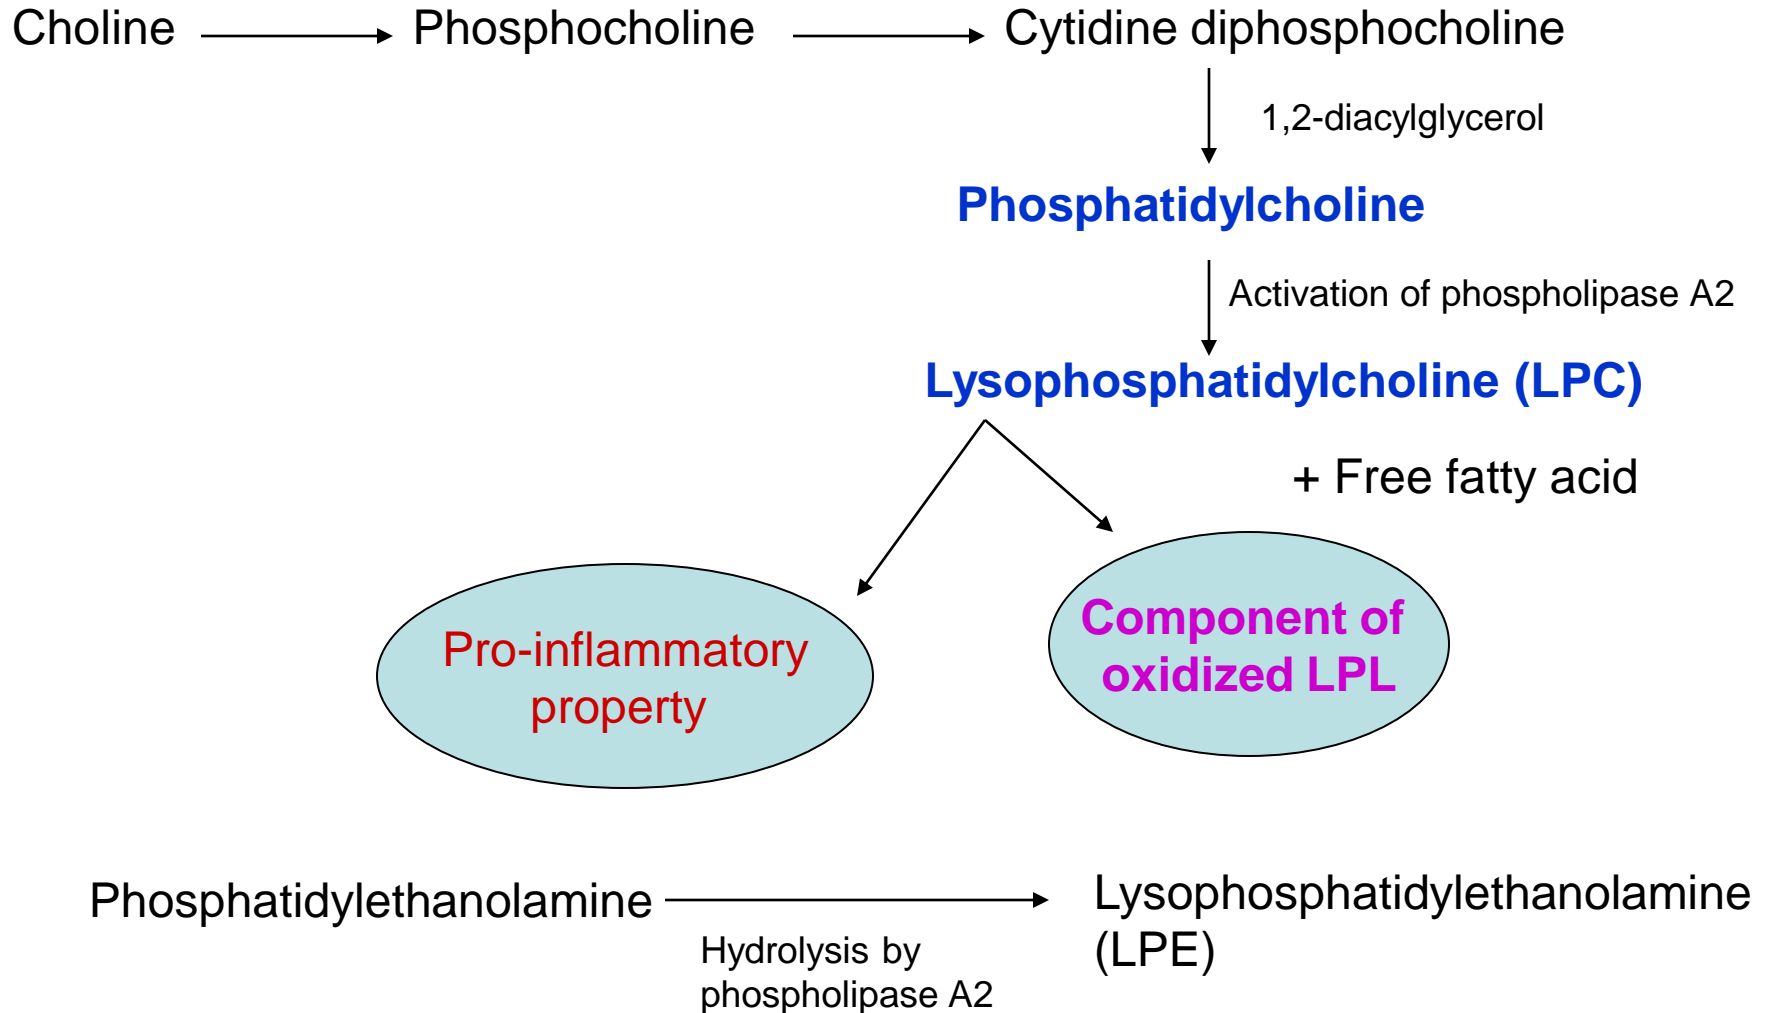 Choline
Phosphocholine
Cytidine diphosphocholine
1,2-diacylglycerol
Phosphatidylcholine
Activation of phospholipase A2
Lysophosphatidylcholine (LPC)
+ Free fatty acid
Pro-inflammatory
property
Component of
oxidized LPL
Phosphatidylethanolamine
Hydrolysis by
phospholipase A2
Lysophosphatidylethanolamine
(LPE)